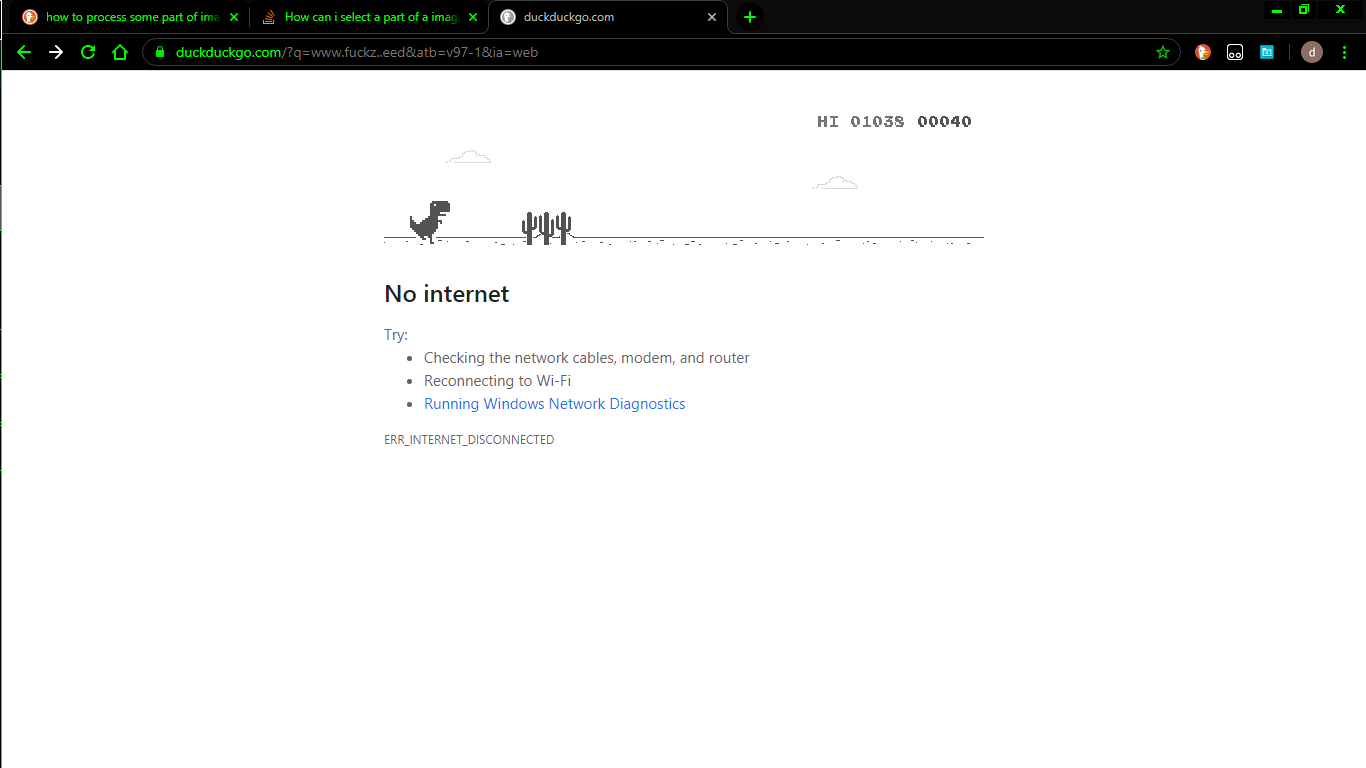 how to process some part of ima
How can i select a part of a imag
duckduckgo.com
duckduckgo.com/?q=www.fuckz..eed&atb=v97-1&ia=web
d
HI 01038 00040
No internet
Try:
Checking the network cables, modem, and router
Reconnecting to Wi-Fi
Running Windows Network Diagnostics
ERR_INTERNET_DISCONNECTED